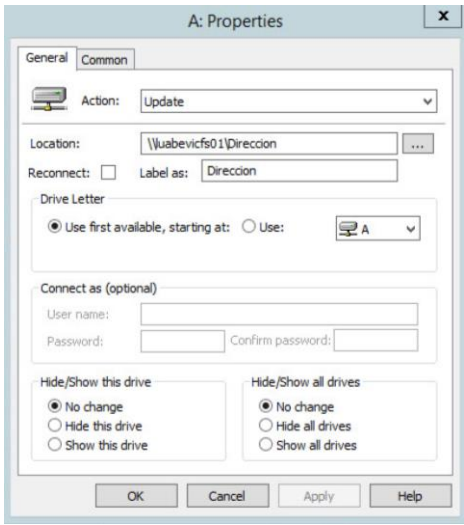 A: Properties
x
General Common
Action: Update
Location: \\luabevicfs01\Direccion ...
Reconnect: Label as: Direccion
Drive Letter
Use first available, starting at: Use: A
Connect as (optional)
User name:
Password: Confirm password:
Hide/Show this drive Hide/Show all drives
No change No change
Hide this drive Hide all drives
Show this drive Show all drives
OK Cancel Apply Help